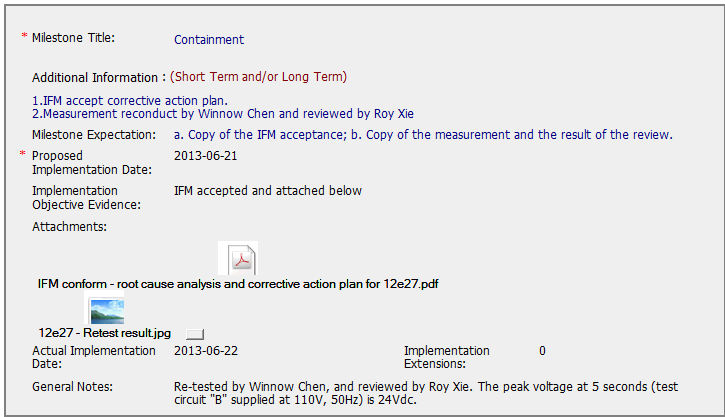 * Milestone Title: Containment
Additional Information : (Short Term and/or Long Term)
1.IFM accept corrective action plan.
2.Measurement reconduct by Winnow Chen and reviewed by Roy Xie
Milestone Expectation: a. Copy of the IFM acceptance; b. Copy of the measurement and the result of the review.
* Proposed 2013-06-21
Implementation Date:
Implementation IFM accepted and attached below
Objective Evidence:
Attachments:
IFM conform - root cause analysis and corrective action plan for 12e27.pdf
12e27 - Retest result.jpg
Actual Implementation 2013-06-22 Implementation 0
Date: Extensions:
General Notes: Re-tested by Winnow Chen, and reviewed by Roy Xie. The peak voltage at 5 seconds (test
circuit "B" supplied at 110V, 50Hz) is 24Vdc.